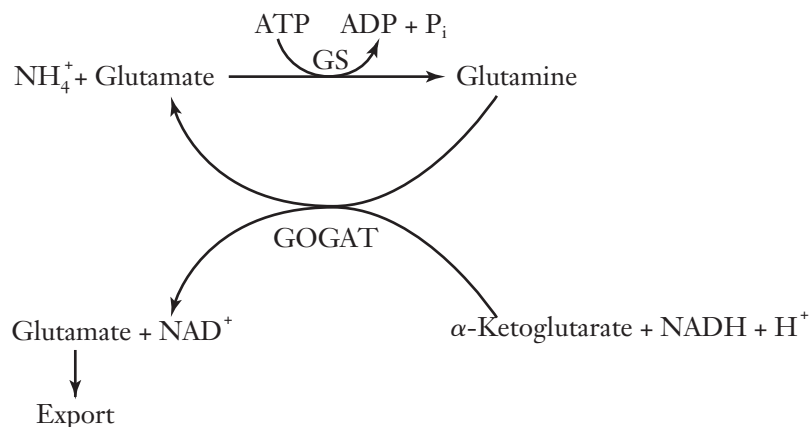 ATP ADP + Pᵢ
GS
NH₄⁺ + Glutamate Glutamine
GOGAT
Glutamate + NAD⁺ α-Ketoglutarate + NADH + H⁺
Export